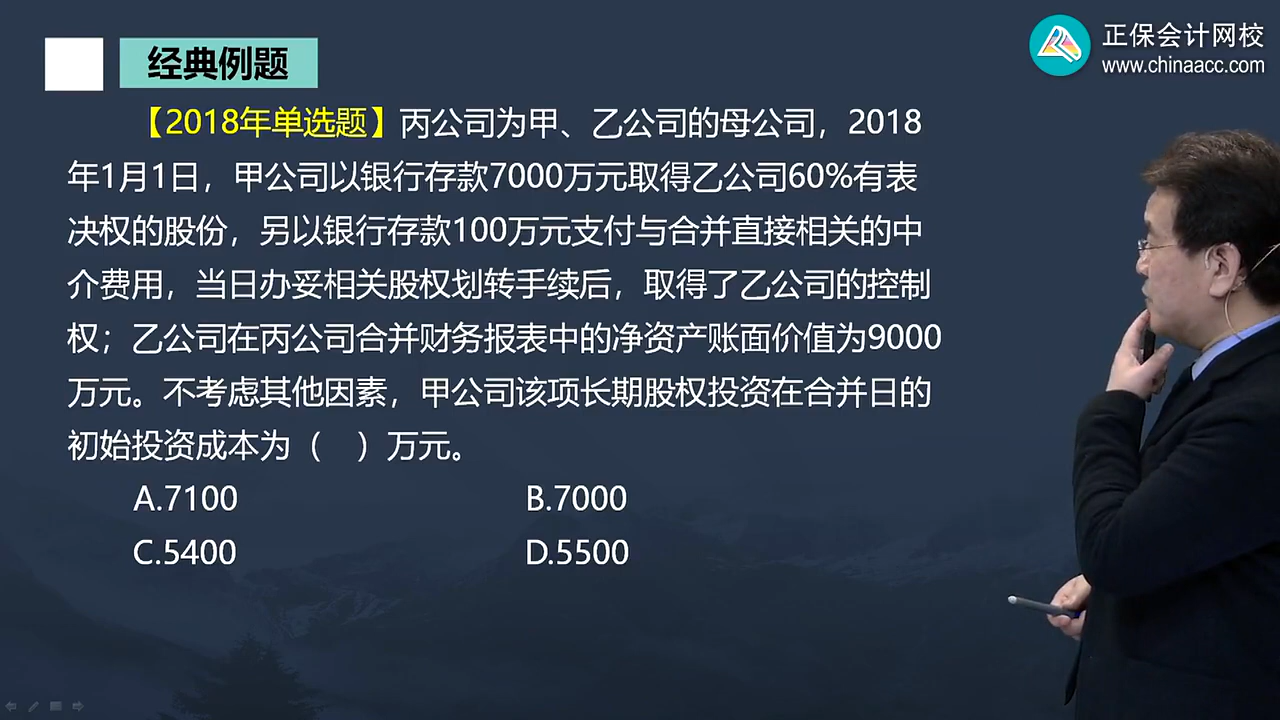 经典例题
正保会计网校
www.chinaacc.com
【2018年单选题】丙公司为甲、乙公司的母公司，2018
年1月1日，甲公司以银行存款7000万元取得乙公司60%有表
决权的股份，另以银行存款100万元支付与合并直接相关的中
介费用，当日办妥相关股权划转手续后，取得了乙公司的控制
权；乙公司在丙公司合并财务报表中的净资产账面价值为9000
万元。不考虑其他因素，甲公司该项长期股权投资在合并日的
初始投资成本为（　）万元。
A.7100 B.7000
C.5400 D.5500